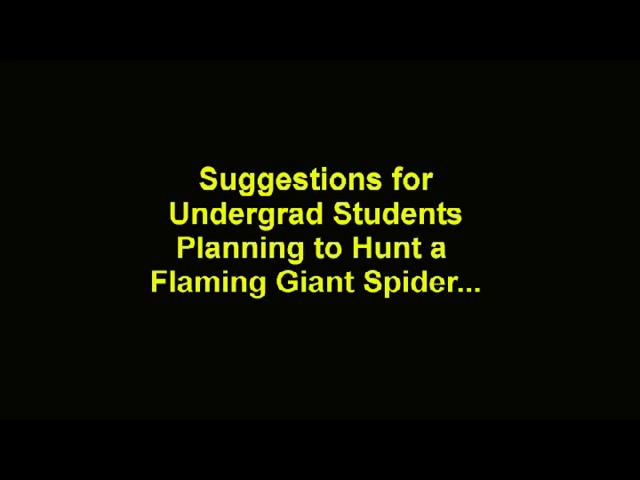 Suggestions for
Undergrad Students
Planning to Hunt a
Flaming Giant Spider...